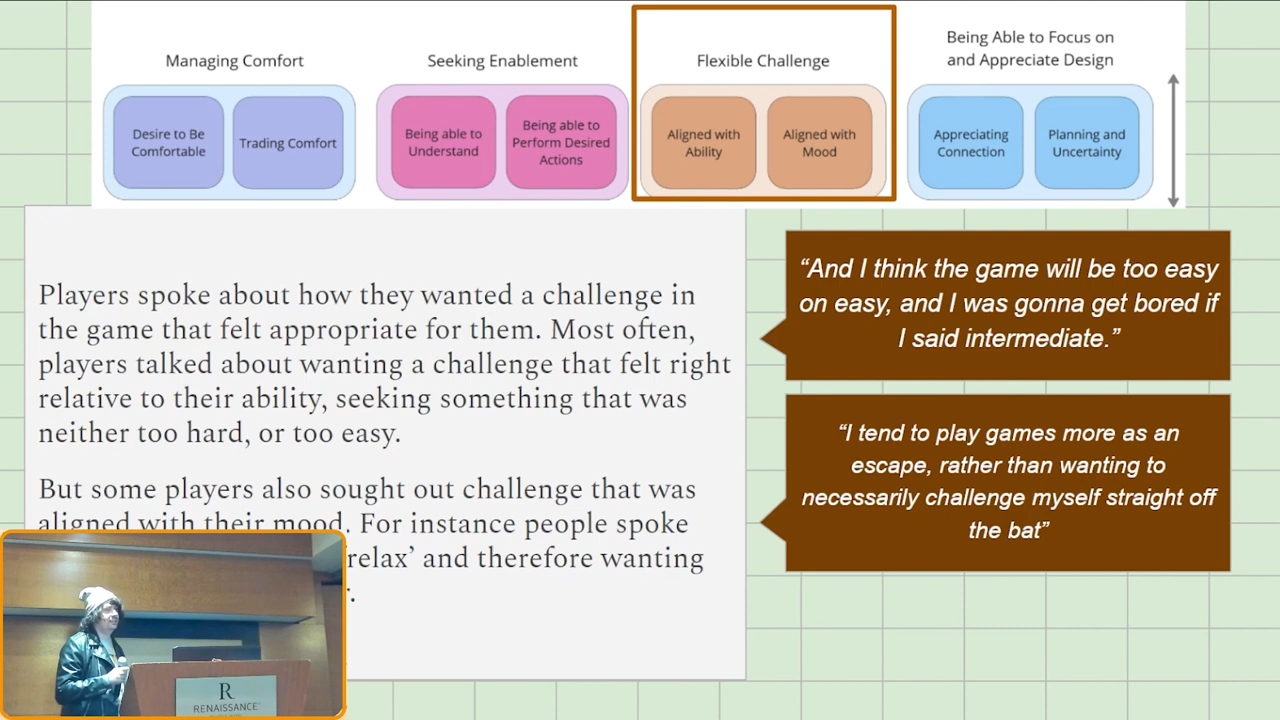 Managing Comfort
Seeking Enablement
Flexible Challenge
Being Able to Focus on
and Appreciate Design
Desire to Be
Comfortable
Trading Comfort
Being able to
Understand
Being able to
Perform Desired
Actions
Aligned with
Ability
Aligned with
Mood
Appreciating
Connection
Planning and
Uncertainty
Players spoke about how they wanted a challenge in
the game that felt appropriate for them. Most often,
players talked about wanting a challenge that felt right
relative to their ability, seeking something that was
neither too hard, or too easy.
But some players also sought out challenge that was
aligned with their mood. For instance people spoke
relax’ and therefore wanting
“And I think the game will be too easy
on easy, and I was gonna get bored if
I said intermediate.”
“I tend to play games more as an
escape, rather than wanting to
necessarily challenge myself straight off
the bat”
R
RENAISSANCE